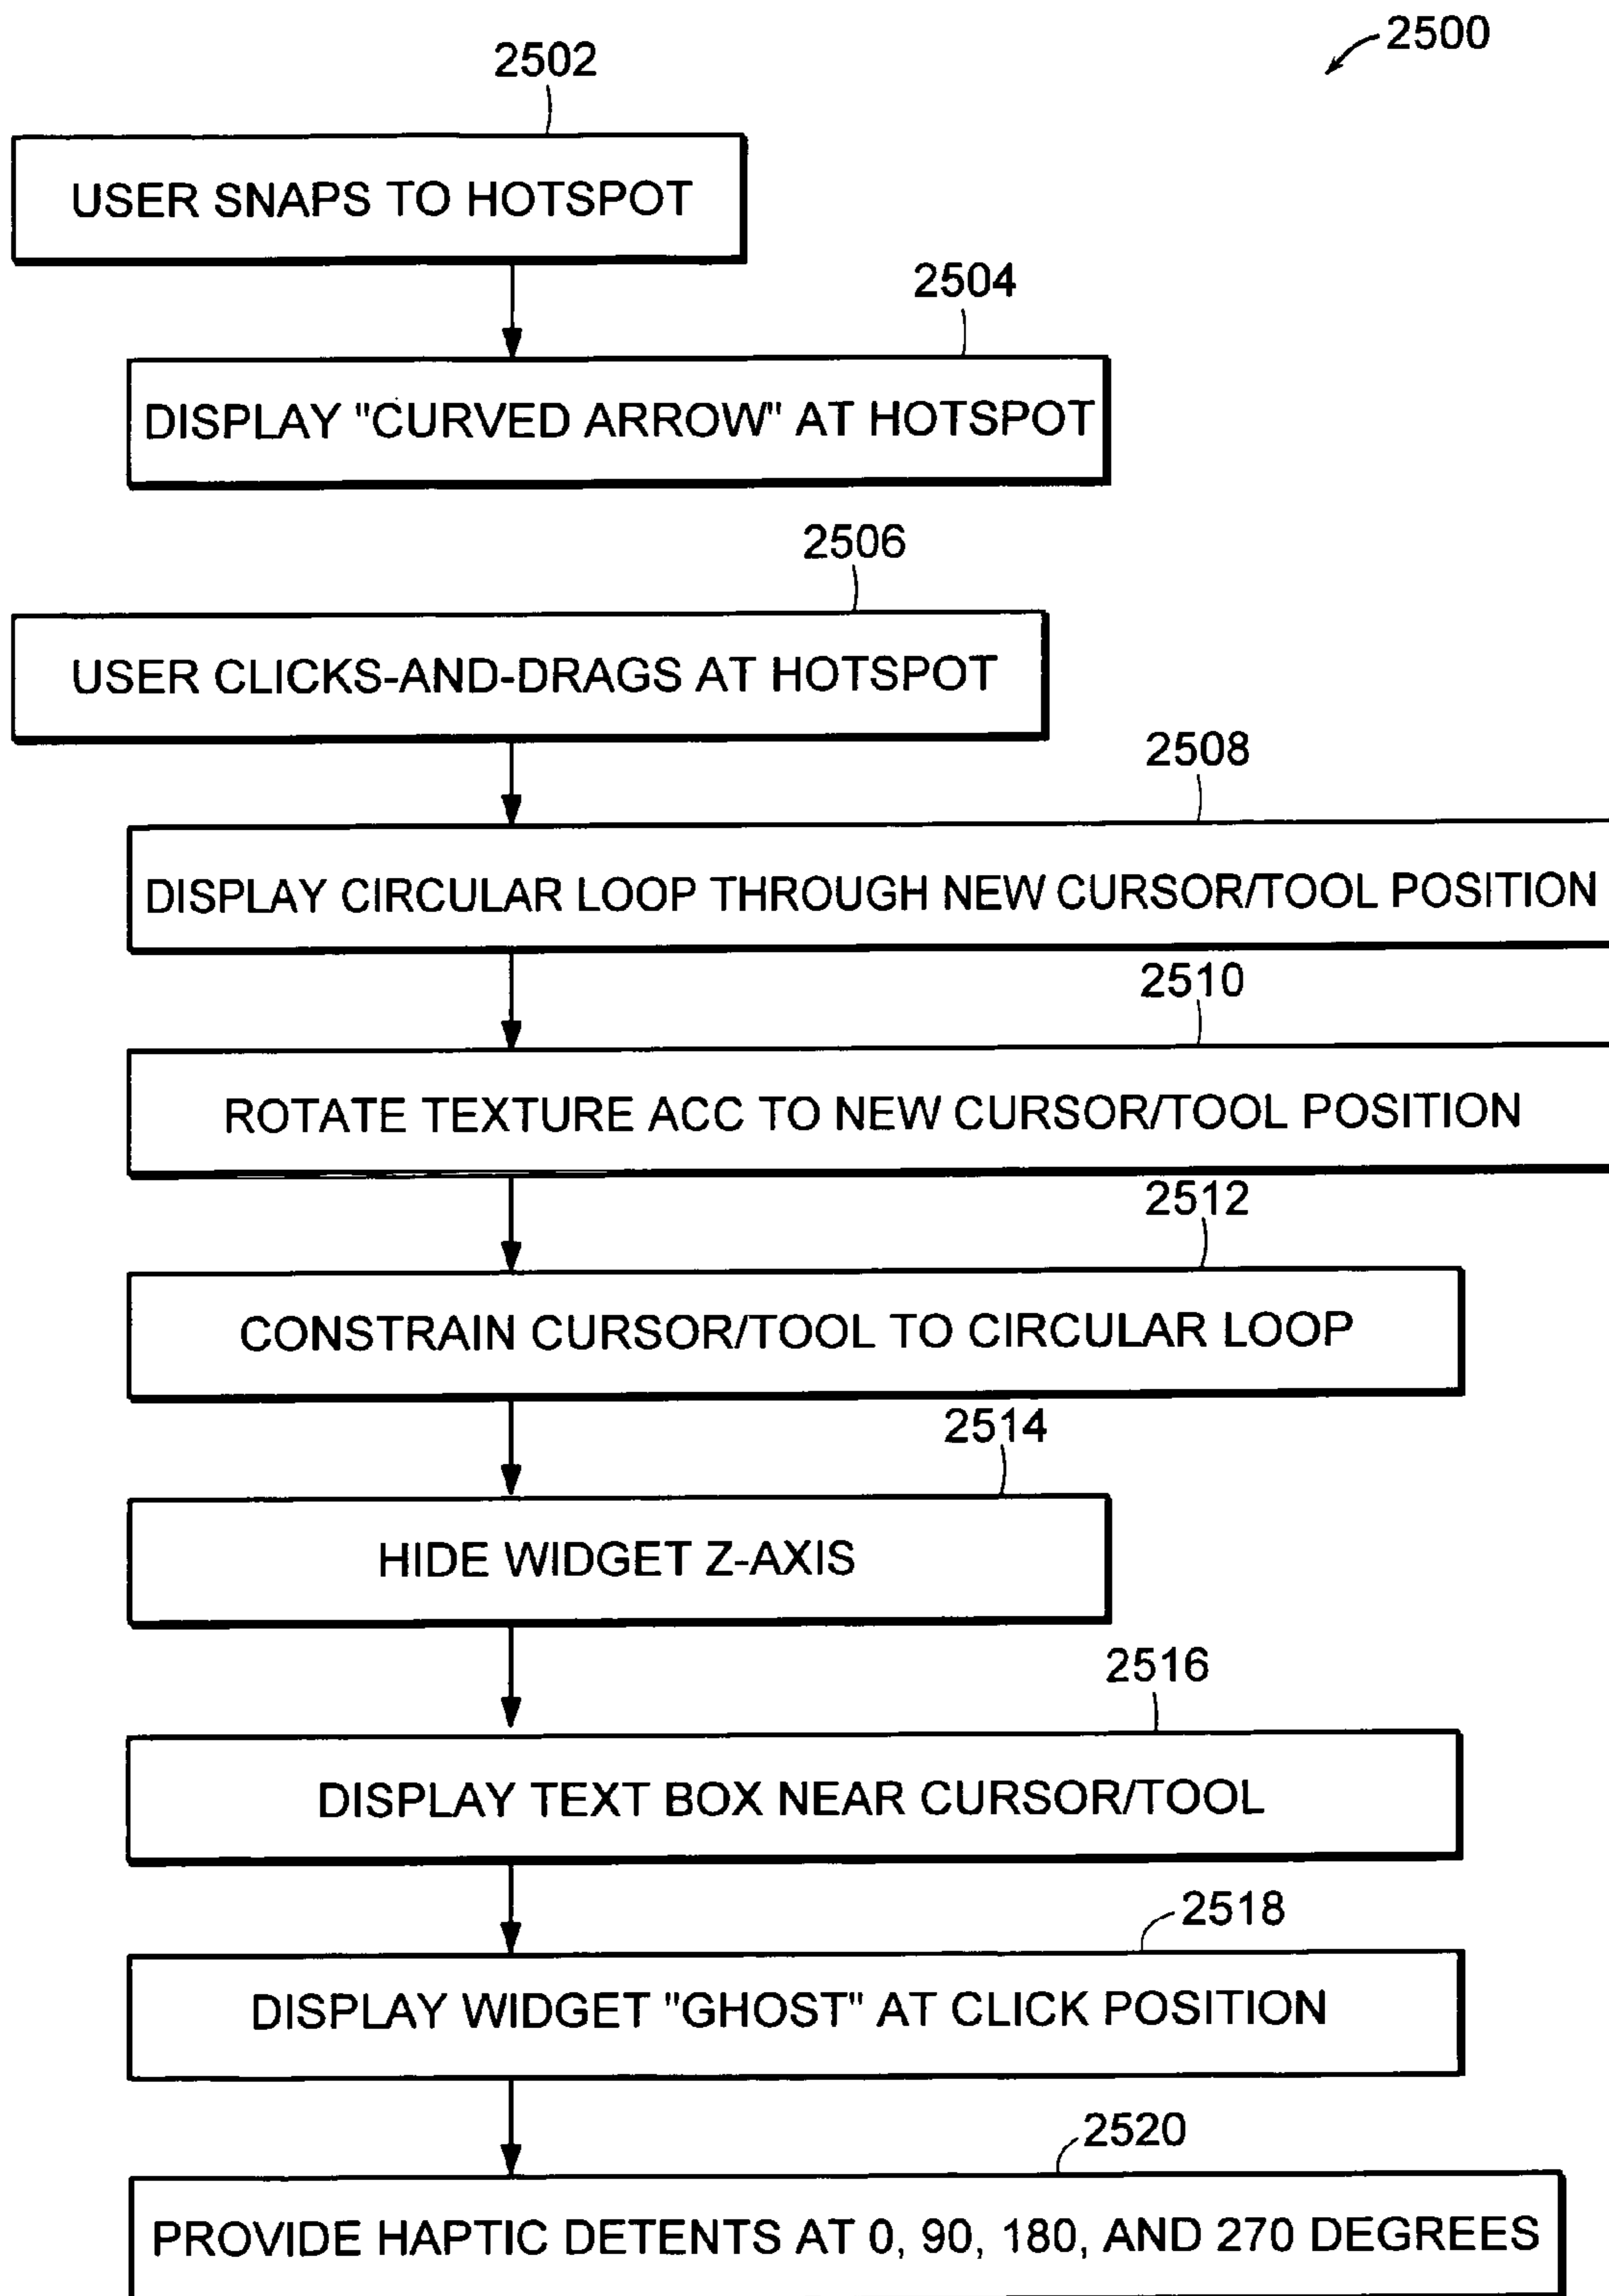 2500
2502
USER SNAPS TO HOTSPOT
2504
DISPLAY "CURVED ARROW" AT HOTSPOT
2506
USER CLICKS-AND-DRAGS AT HOTSPOT
2508
DISPLAY CIRCULAR LOOP THROUGH NEW CURSOR/TOOL POSITION
2510
ROTATE TEXTURE ACC TO NEW CURSOR/TOOL POSITION
2512
CONSTRAIN CURSOR/TOOL TO CIRCULAR LOOP
2514
HIDE WIDGET Z-AXIS
2516
DISPLAY TEXT BOX NEAR CURSOR/TOOL
2518
DISPLAY WIDGET "GHOST" AT CLICK POSITION
2520
PROVIDE HAPTIC DETENTS AT 0, 90, 180, AND 270 DEGREES